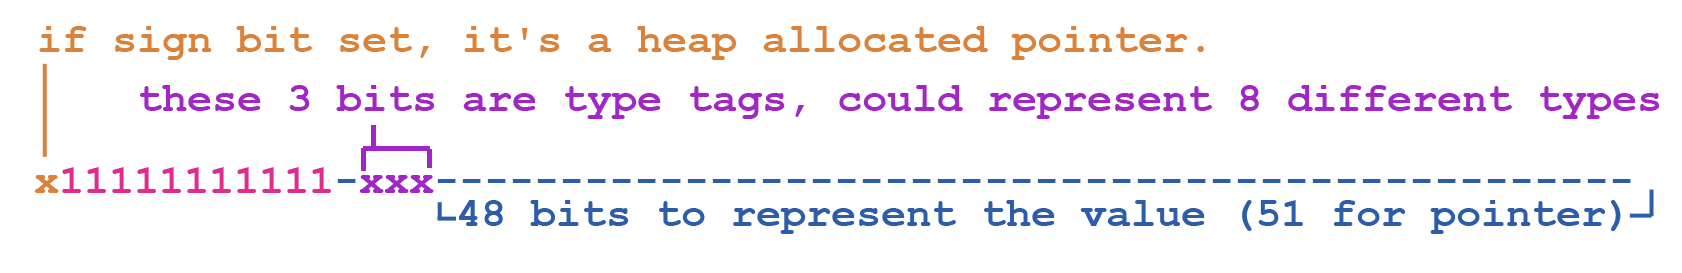 if sign bit set, it's a heap allocated pointer.
these 3 bits are type tags, could represent 8 different types
x11111111111-xxx------------------------------------------------
48 bits to represent the value (51 for pointer)